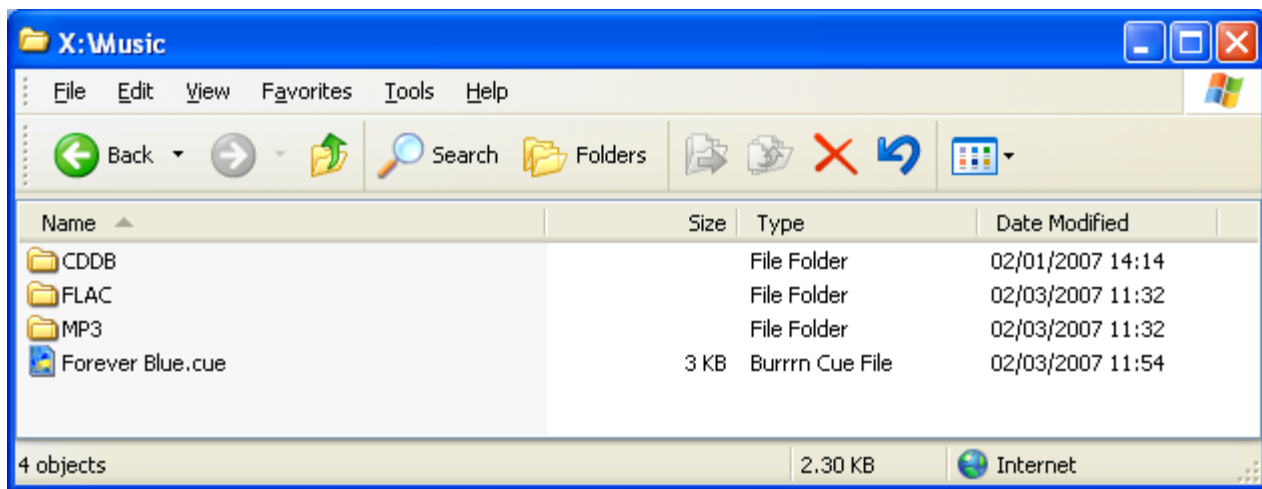 X:\Music
File Edit View Favorites Tools Help
Back Search Folders
Name Size Type Date Modified
CDDB File Folder 02/01/2007 14:14
FLAC File Folder 02/03/2007 11:32
MP3 File Folder 02/03/2007 11:32
Forever Blue.cue 3 KB Burrrn Cue File 02/03/2007 11:54
4 objects 2.30 KB Internet